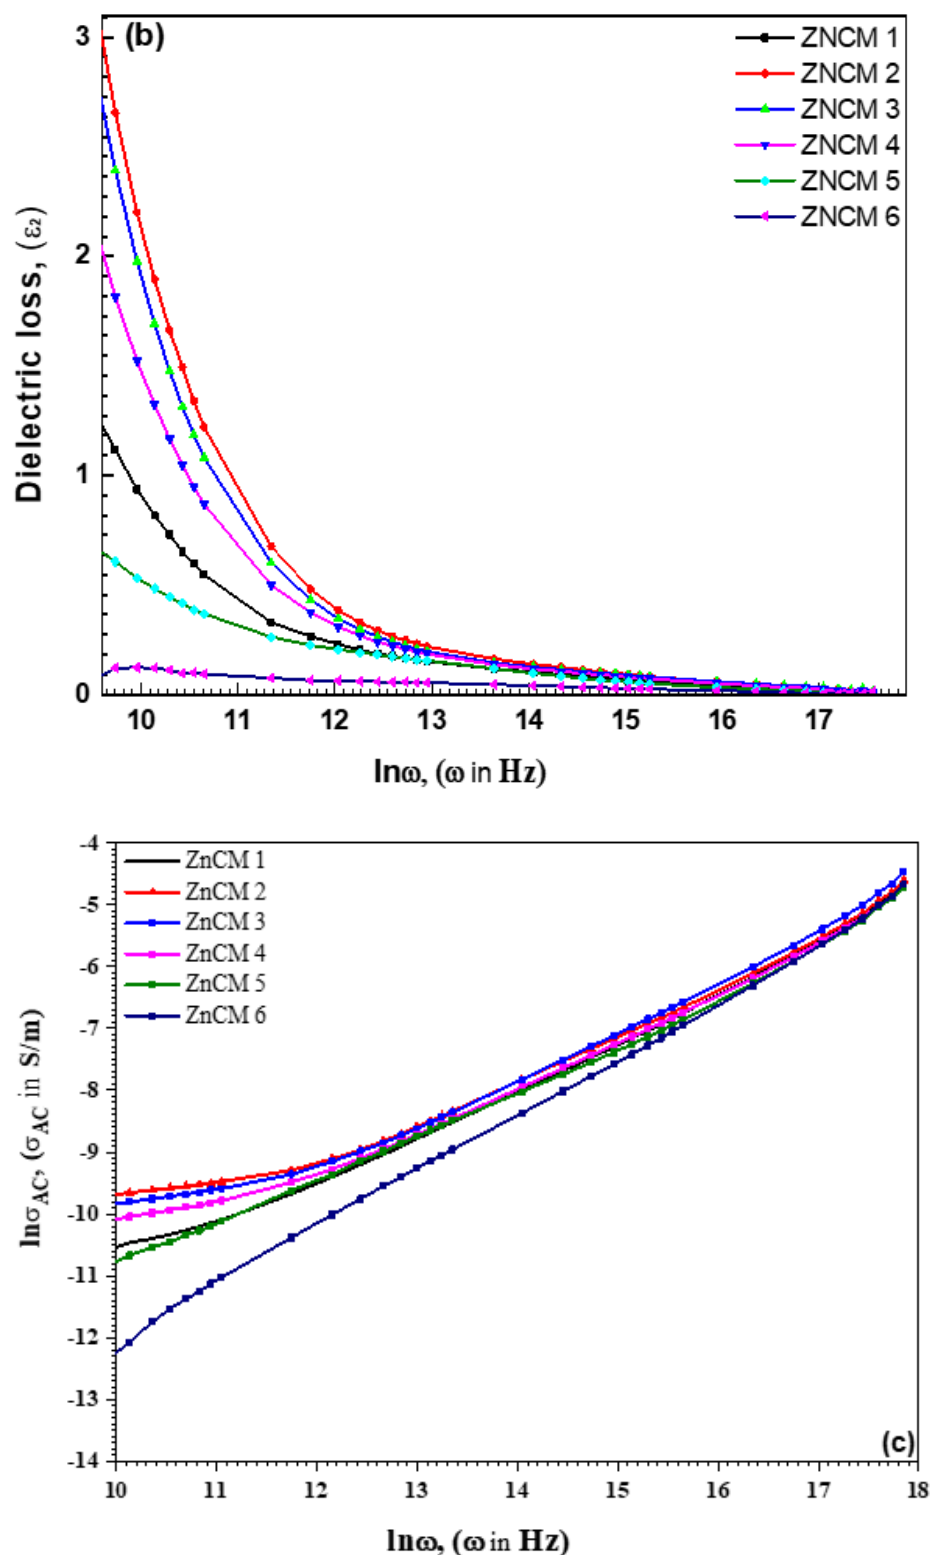 (b)
ZNCM 1
ZNCM 2
ZNCM 3
ZNCM 4
ZNCM 5
ZNCM 6
3
2
1
0
Dielectric loss, (ε₂)
10 11 12 13 14 15 16 17
lnω, (ω in Hz)
ZnCM 1
ZnCM 2
ZnCM 3
ZnCM 4
ZnCM 5
ZnCM 6
-4
-5
-6
-7
-8
-9
-10
-11
-12
-13
-14
lnσAC, (σAC in S/m)
(c)
10 11 12 13 14 15 16 17 18
lnω, (ω in Hz)